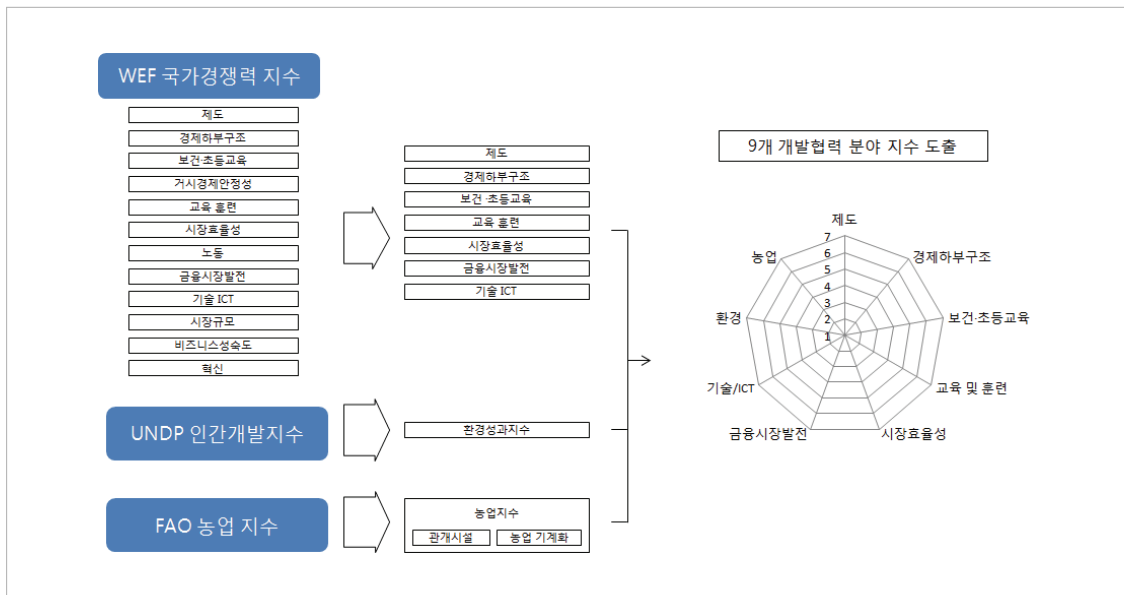 WEF 국가경쟁력 지수
제도
경제하부구조
보건·초등교육
거시경제안정성
교육 훈련
시장효율성
노동
금융시장발전
기술 ICT
시장규모
비즈니스성숙도
혁신
제도
경제하부구조
보건·초등교육
교육 훈련
시장효율성
금융시장발전
기술 ICT
UNDP 인간개발지수
환경성과지수
FAO 농업 지수
농업지수
관개시설
농업 기계화
9개 개발협력 분야 지수 도출
제도
경제하부구조
보건·초등교육
교육 및 훈련
시장효율성
금융시장발전
기술/ICT
환경
농업
7
6
5
4
3
2
1